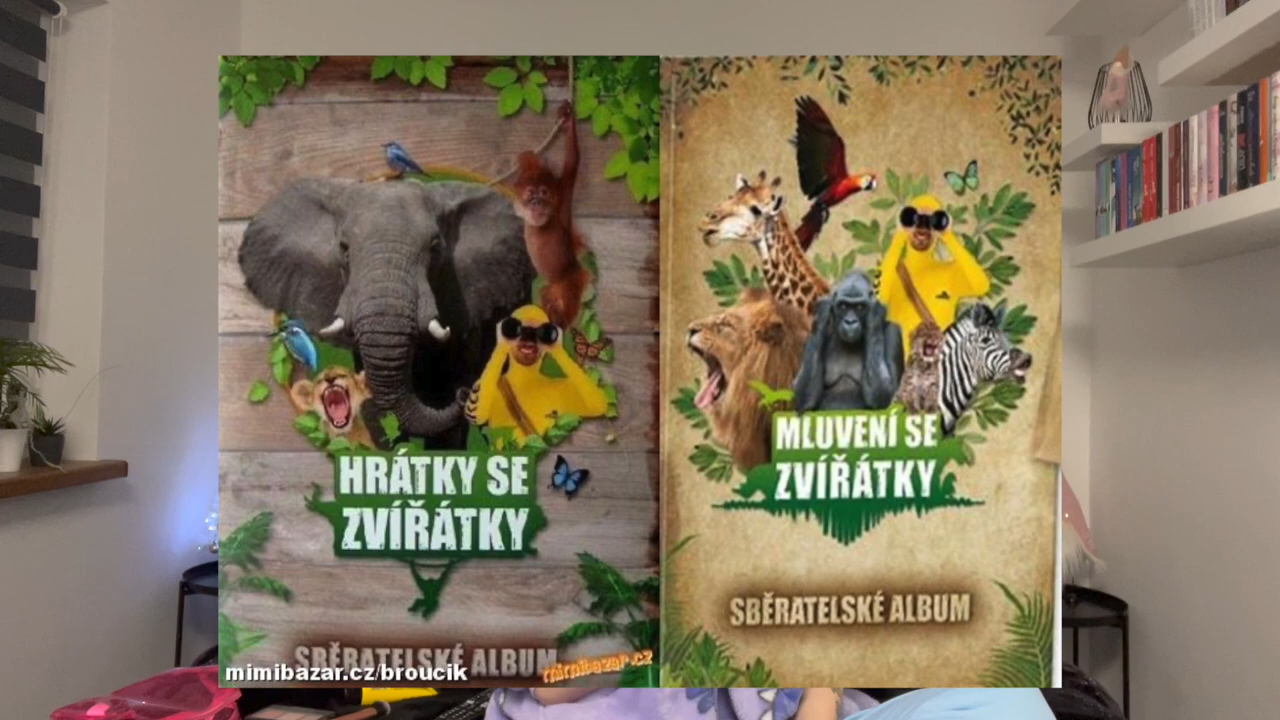 HRÁTKY SE
ZVÍŘÁTKY
SBĚRATELSKÉ ALBUM
mimibazar.cz/broucik
mimibazar.cz
MLUVENÍ SE
ZVÍŘÁTKY
SBĚRATELSKÉ ALBUM